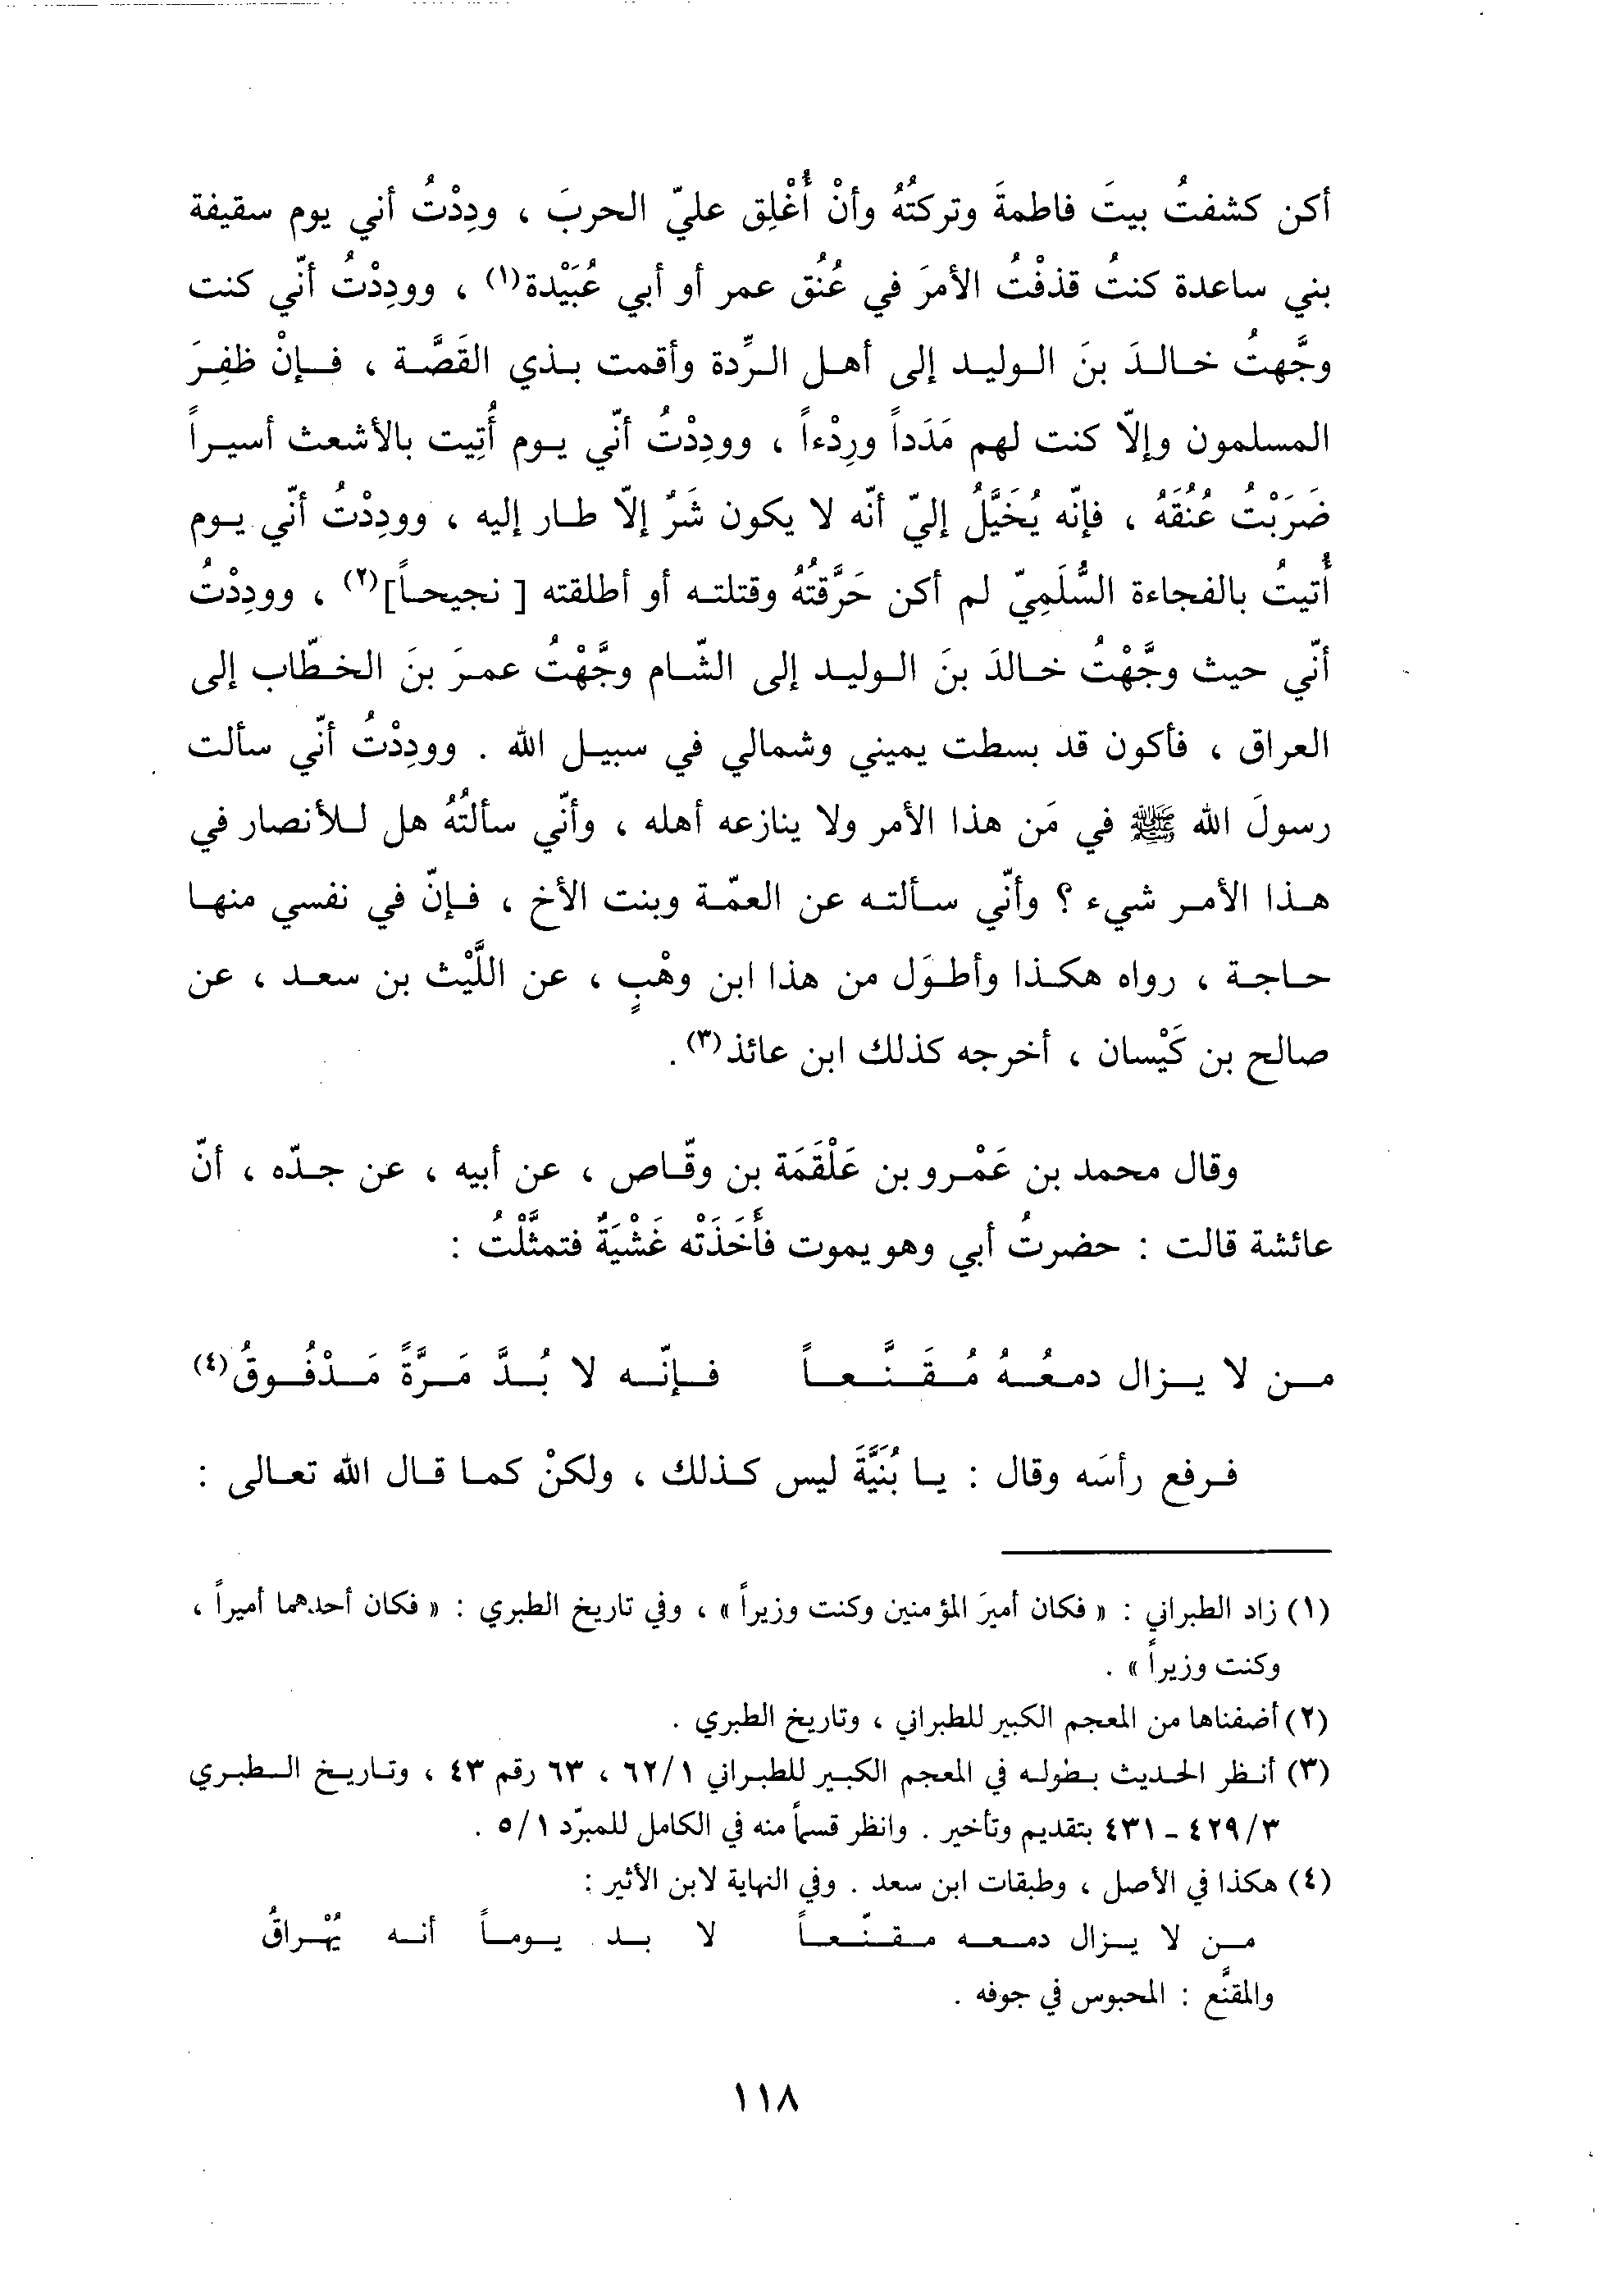 أكن كشفتُ بيتَ فاطمةَ وتركتُهُ وأنْ أُغْلِق عليّ الحربَ ، ودِدْتُ أني يوم سقيفة
بني ساعدة كنتُ قذفْتُ الأمرَ في عُنُق عمر أو أبي عُبَيْدة(١) ، ووددْتُ أنّي كنت
وجَّهتُ خالدَ بنَ الوليد إلى أهل الرِّدة وأقمت بذي القَصَّة ، فإنْ ظفِرَ
المسلمون وإلاّ كنت لهم مَدَداً ورِدْءاً ، وودِدْتُ أنّي يوم أُتِيت بالأشعث أسيراً
ضَرَبْتُ عُنُقَهُ ، فإنّه يُخَيَّلُ إليّ أنّه لا يكون شَرٌ إلاّ طار إليه ، وودِدْتُ أنّي يوم
أُتيتُ بالفجاءة السُّلَمِيّ لم أكن حَرَّقتُهُ وقتلته أو أطلقته [ نجيحاً](٢) ، وودِدْتُ
أنّي حيث وجَّهْتُ خالدَ بنَ الوليد إلى الشّام وجَّهْتُ عمرَ بنَ الخطّاب إلى
العراق ، فأكون قد بسطت يميني وشمالي في سبيل الله . وودِدْتُ أنّي سألت
رسولَ الله ﷺ في مَن هذا الأمر ولا ينازعه أهله ، وأنّي سألتُهُ هل للأنصار في
هذا الأمر شيء ؟ وأنّي سألته عن العمّة وبنت الأخ ، فإنّ في نفسي منها
حاجة ، رواه هكذا وأطوَل من هذا ابن وهْبٍ ، عن اللَّيْث بن سعد ، عن
صالح بن كَيْسان ، أخرجه كذلك ابن عائذ(٣) .
وقال محمد بن عَمْرو بن عَلْقَمَة بن وقّاص ، عن أبيه ، عن جدّه ، أنّ
عائشة قالت : حضرتُ أبي وهو يموت فأَخَذَتْه غَشْيَةٌ فتمثَّلْتُ :
من لا يزال دمعُهُ مُقَنَّعاً فإنّه لا بُدَّ مَرَّةً مَدْفُوقُ(٤)
فرفع رأسَه وقال : يا بُنَيَّةَ ليس كذلك ، ولكنْ كما قال الله تعالى :
(١) زاد الطبراني : « فكان أميرَ المؤمنين وكنت وزيراً » ، وفي تاريخ الطبري : « فكان أحدهما أميراً ،
وكنت وزيراً » .
(٢) أضفناها من المعجم الكبير للطبراني ، وتاريخ الطبري .
(٣) أنظر الحديث بطوله في المعجم الكبير للطبراني ٦٢/١ ، ٦٣ رقم ٤٣ ، وتاريخ الطبري
٤٢٩/٣ ـ ٤٣١ بتقديم وتأخير . وانظر قسماً منه في الكامل للمبرّد ٥/١ .
(٤) هكذا في الأصل ، وطبقات ابن سعد . وفي النهاية لابن الأثير :
من لا يزال دمعه مقنّعاً لا بد يوماً أنه يُهْراقُ
والمقنَّع : المحبوس في جوفه .
١١٨